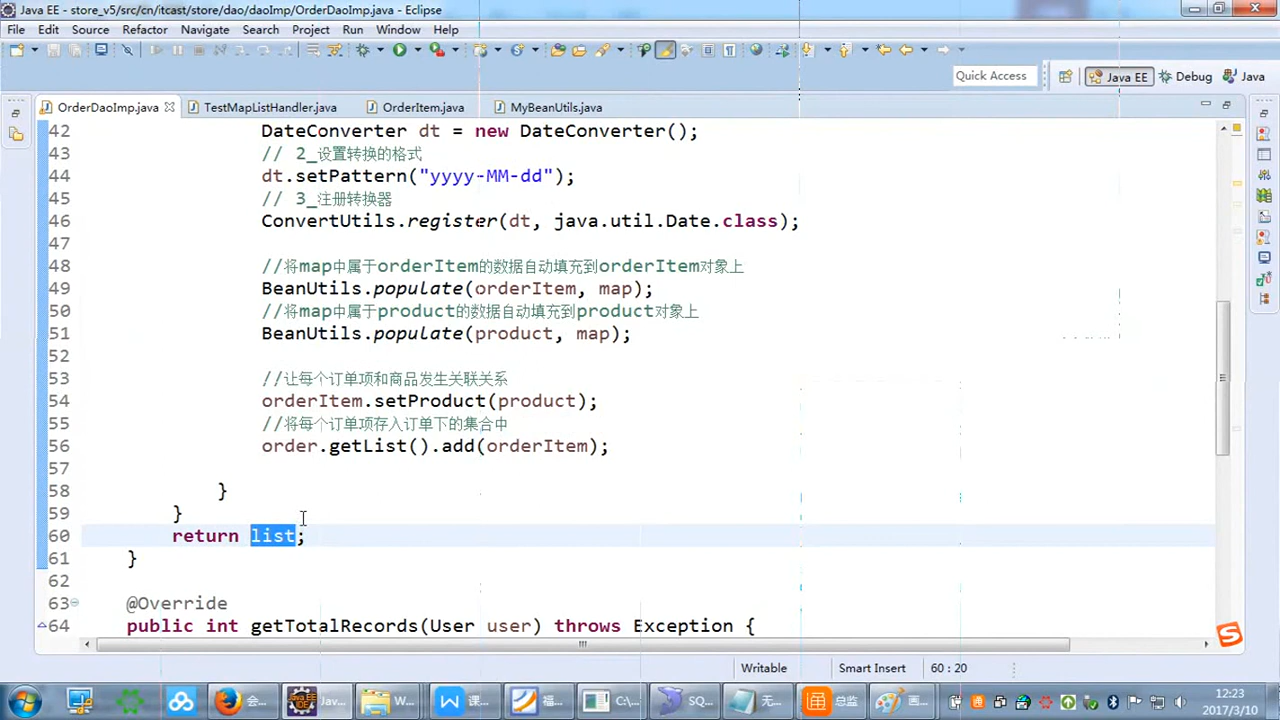 Java EE - store_v5/src/cn/itcast/store/dao/daoImp/OrderDaoImp.java - Eclipse
File Edit Source Refactor Navigate Search Project Run Window Help
Quick Access Java EE Debug Java
OrderDaoImp.java TestMapListHandler.java OrderItem.java MyBeanUtils.java
42 DateConverter dt = new DateConverter();
43 // 2_设置转换的格式
44 dt.setPattern("yyyy-MM-dd");
45 // 3_注册转换器
46 ConvertUtils.register(dt, java.util.Date.class);
47
48 //将map中属于orderItem的数据自动填充到orderItem对象上
49 BeanUtils.populate(orderItem, map);
50 //将map中属于product的数据自动填充到product对象上
51 BeanUtils.populate(product, map);
52
53 //让每个订单项和商品发生关联关系
54 orderItem.setProduct(product);
55 //将每个订单项存入订单下的集合中
56 order.getList().add(orderItem);
57
58 }
59 }
60 return list;
61 }
62
63 @Override
64 public int getTotalRecords(User user) throws Exception {
Writable Smart Insert 60 : 20
会... Java... W... 课... 福... C:\... SQ... 无... 总监 画... 12:23
2017/3/10